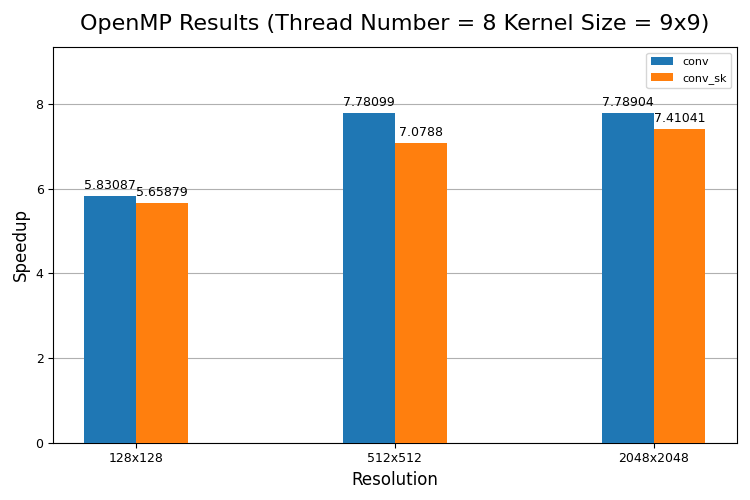 OpenMP Results (Thread Number = 8 Kernel Size = 9x9)
conv
conv_sk
8
6
4
2
0
Speedup
5.83087
5.65879
7.78099
7.0788
7.78904
7.41041
128x128
512x512
2048x2048
Resolution